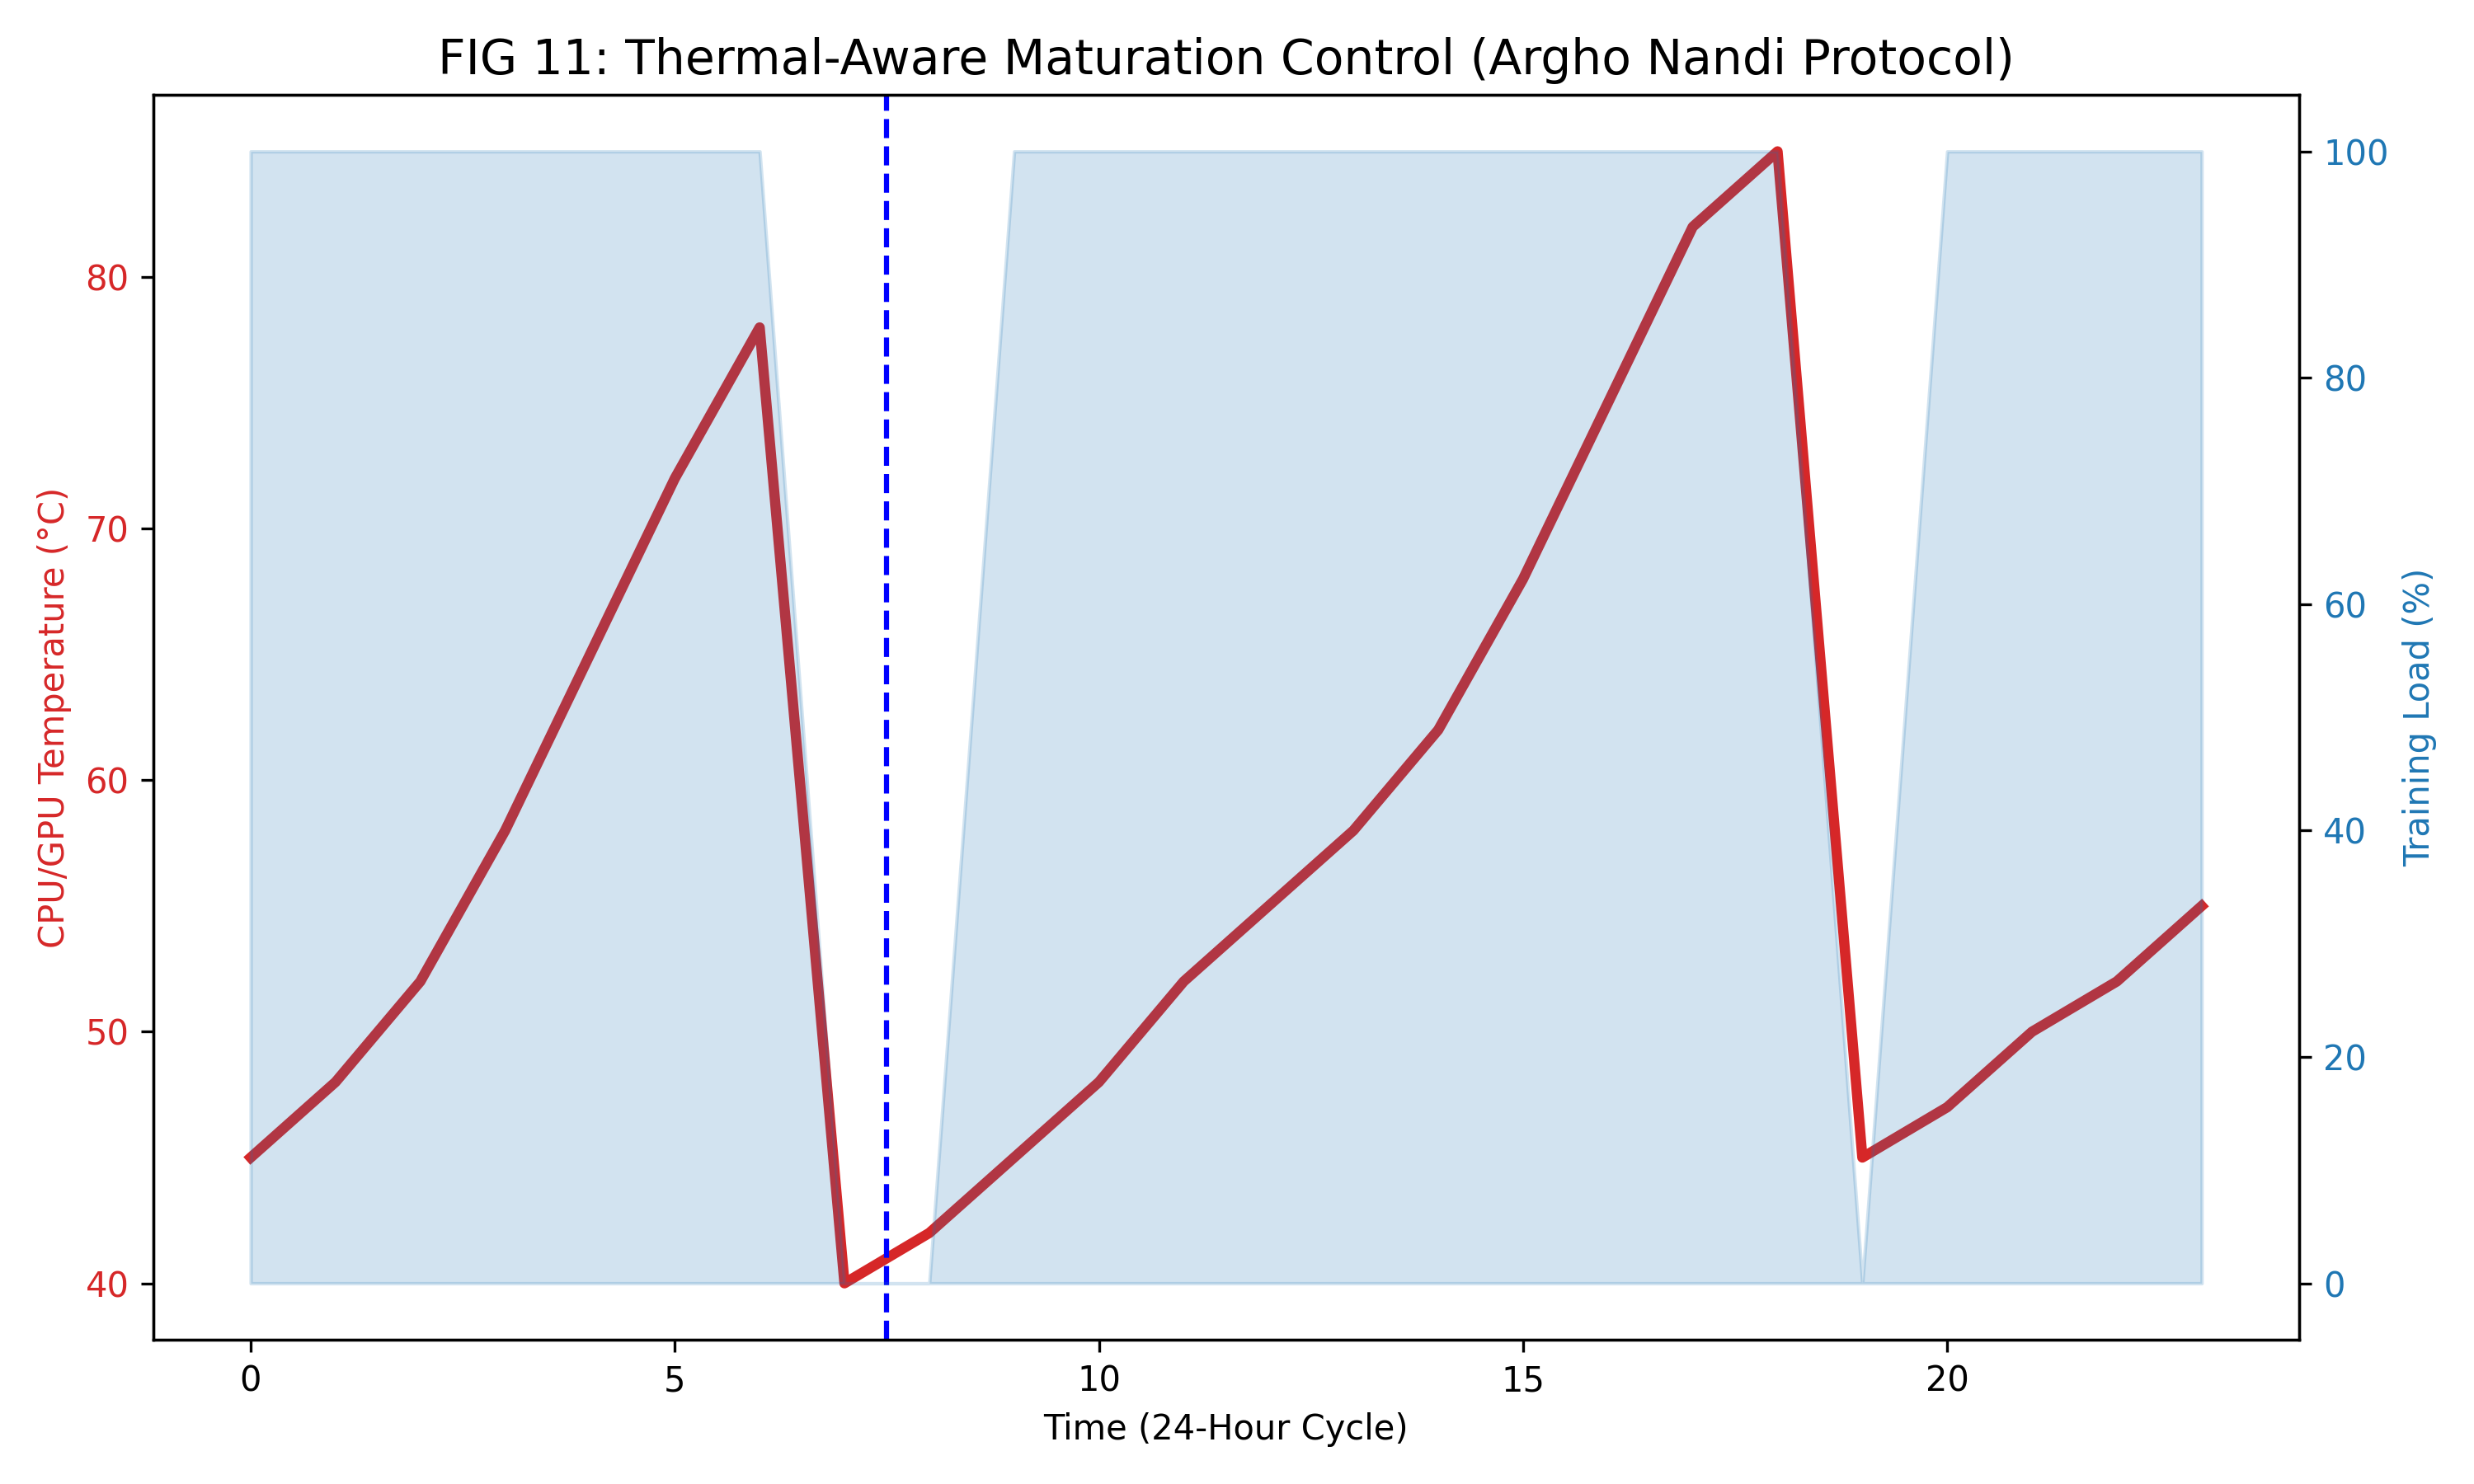 FIG 11: Thermal-Aware Maturation Control (Argho Nandi Protocol)
CPU/GPU Temperature (°C)
80
70
60
50
40
100
80
60
40
20
0
Training Load (%)
0 5 10 15 20
Time (24-Hour Cycle)